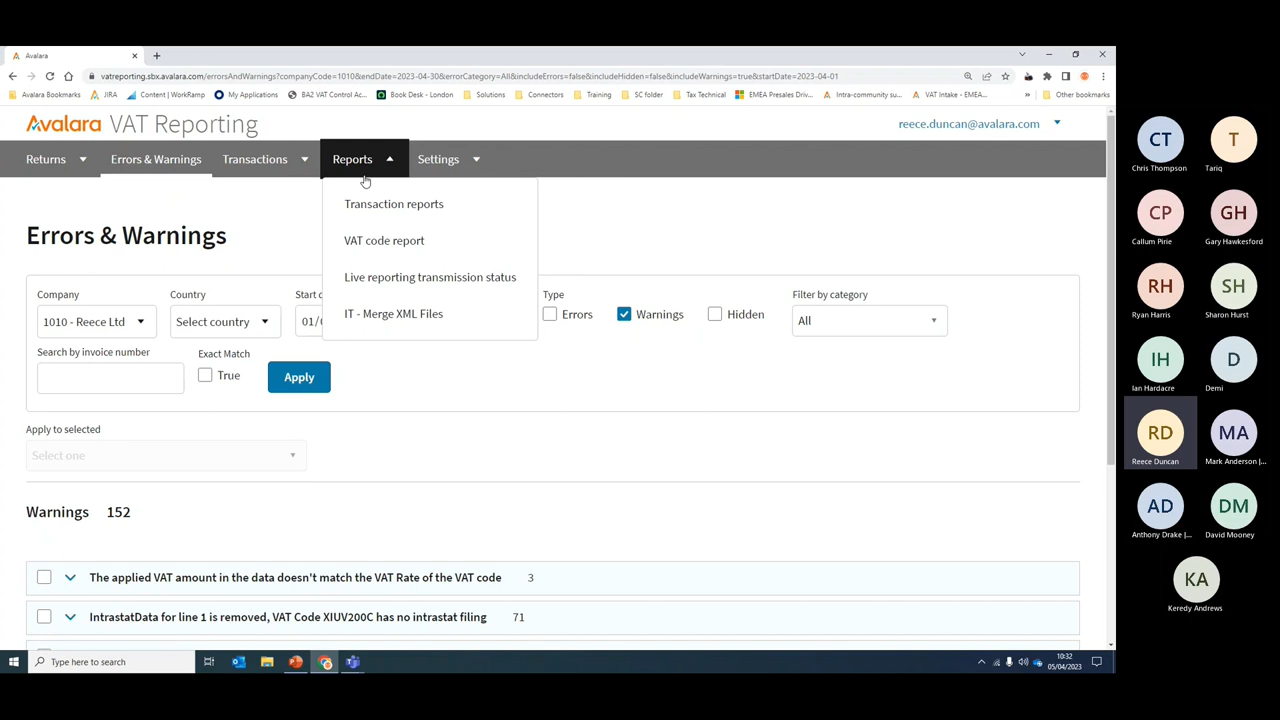 Avalara
vatreporting.sbx.avalara.com/errorsAndWarnings?companyCode=1010&endDate=2023-04-30&errorCategory=All&includeErrors=false&includeHidden=false&includeWarnings=true&startDate=2023-04-01
Avalara Bookmarks JIRA Content | WorkRamp My Applications BA2 VAT Control Ac... Book Desk - London Solutions Connectors Training SC folder Tax Technical EMEA Presales Driv... Intra-community su... VAT Intake - EMEA... » Other bookmarks
Avalara VAT Reporting
reece.duncan@avalara.com
Returns Errors & Warnings Transactions Reports Settings
Transaction reports
VAT code report
Live reporting transmission status
IT - Merge XML Files
Errors & Warnings
Company Country Start Type Filter by category
1010 - Reece Ltd Select country 01/ Errors Warnings Hidden All
Search by invoice number Exact Match
True Apply
Apply to selected
Select one
Warnings 152
The applied VAT amount in the data doesn't match the VAT Rate of the VAT code 3
IntrastatData for line 1 is removed, VAT Code XIUV200C has no intrastat filing 71
Type here to search
10:32
05/04/2023
CT T
Chris Thompson Tariq
CP GH
Callum Pirie Gary Hawkesford
RH SH
Ryan Harris Sharon Hurst
IH D
Ian Hardacre Demi
RD MA
Reece Duncan Mark Anderson |...
AD DM
Anthony Drake |... David Mooney
KA
Keredy Andrews